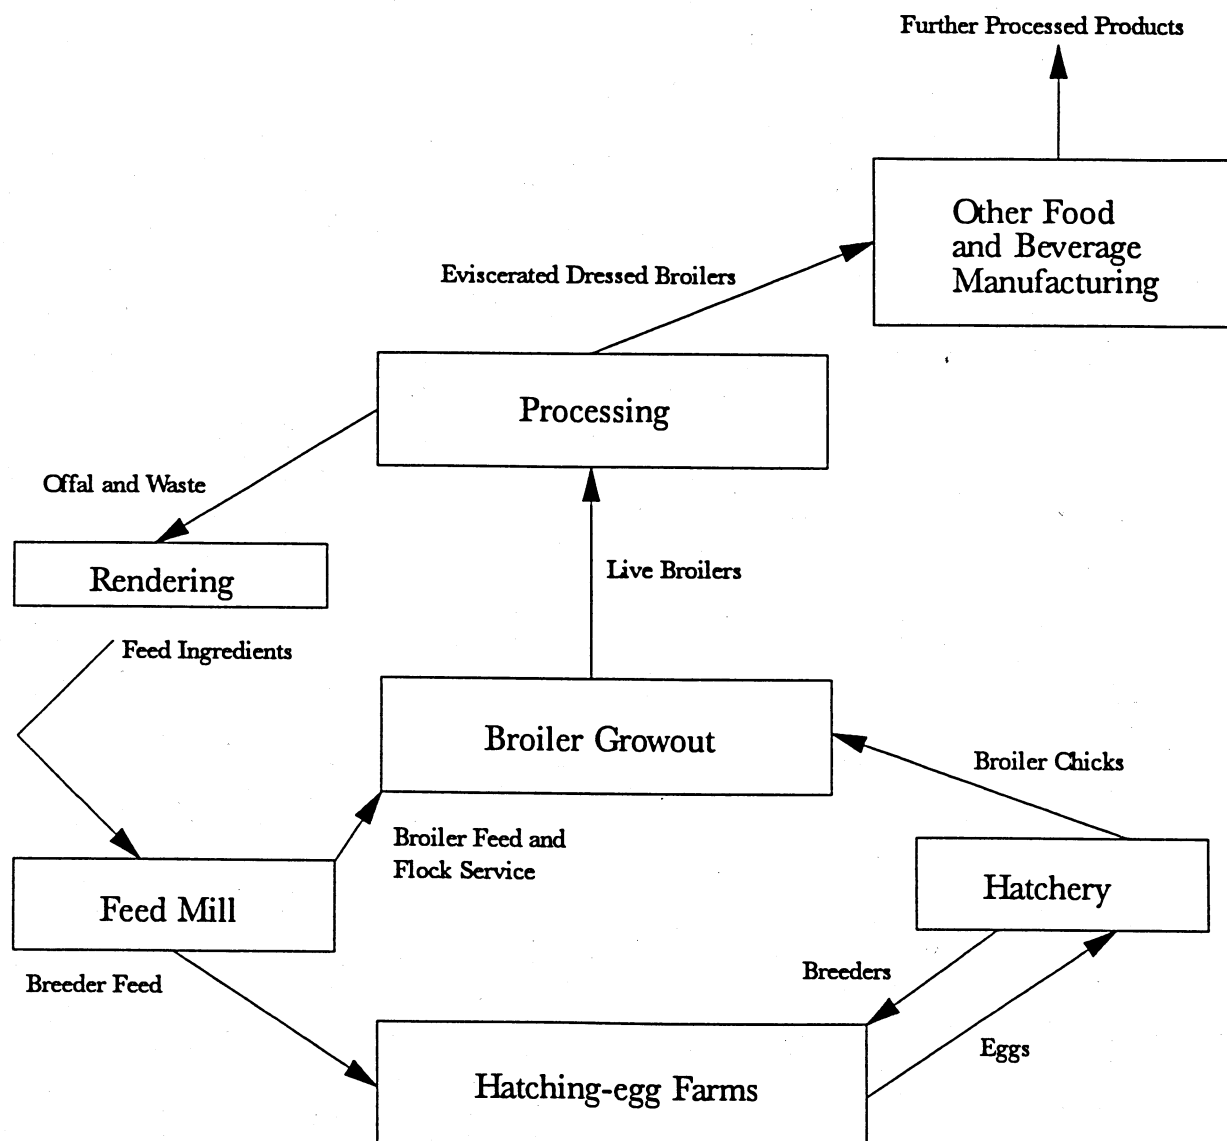 Further Processed Products
Other Food
and Beverage
Manufacturing
Eviscerated Dressed Broilers
Processing
Offal and Waste
Rendering
Live Broilers
Feed Ingredients
Broiler Growout
Broiler Chicks
Broiler Feed and
Flock Service
Feed Mill
Hatchery
Breeder Feed
Breeders
Eggs
Hatching-egg Farms